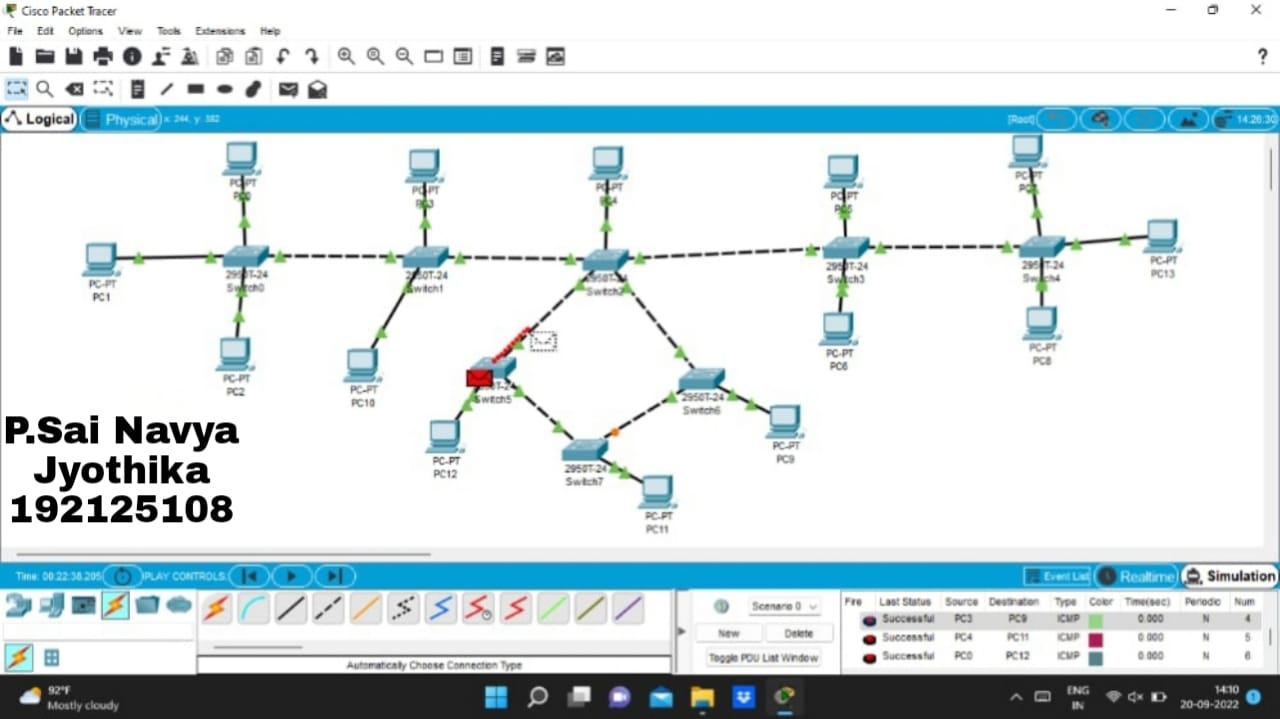 Cisco Packet Tracer
File Edit Options View Tools Extensions Help
Logical Physical x: 244, y: 382 [Root] 14:26:30
PC-PT
PC-PT
PC3
PC-PT
PC4
PC-PT
PC5
PC-PT
PC-PT
PC1
2950T-24
Switch0
2950T-24
Switch1
2950T-24
2950T-24
Switch3
2950T-24
Switch4
PC-PT
PC13
PC-PT
PC2
PC-PT
PC10
PC-PT
PC6
PC-PT
PC8
Switch5
2950T-24
Switch6
PC-PT
PC12
PC-PT
PC9
2950T-24
Switch7
PC-PT
PC11
P.Sai Navya
Jyothika
192125108
Time: 00:22:38.205 PLAY CONTROLS: Event List Realtime Simulation
Scenario 0
New Delete
Toggle PDU List Window
Automatically Choose Connection Type
Fire Last Status Source Destination Type Color Time(sec) Periodic Num
Successful PC3 PC9 ICMP 0.000 N 4
Successful PC4 PC11 ICMP 0.000 N 5
Successful PC0 PC12 ICMP 0.000 N 6
92°F
Mostly cloudy
ENG
IN
14:10
20-09-2022
1